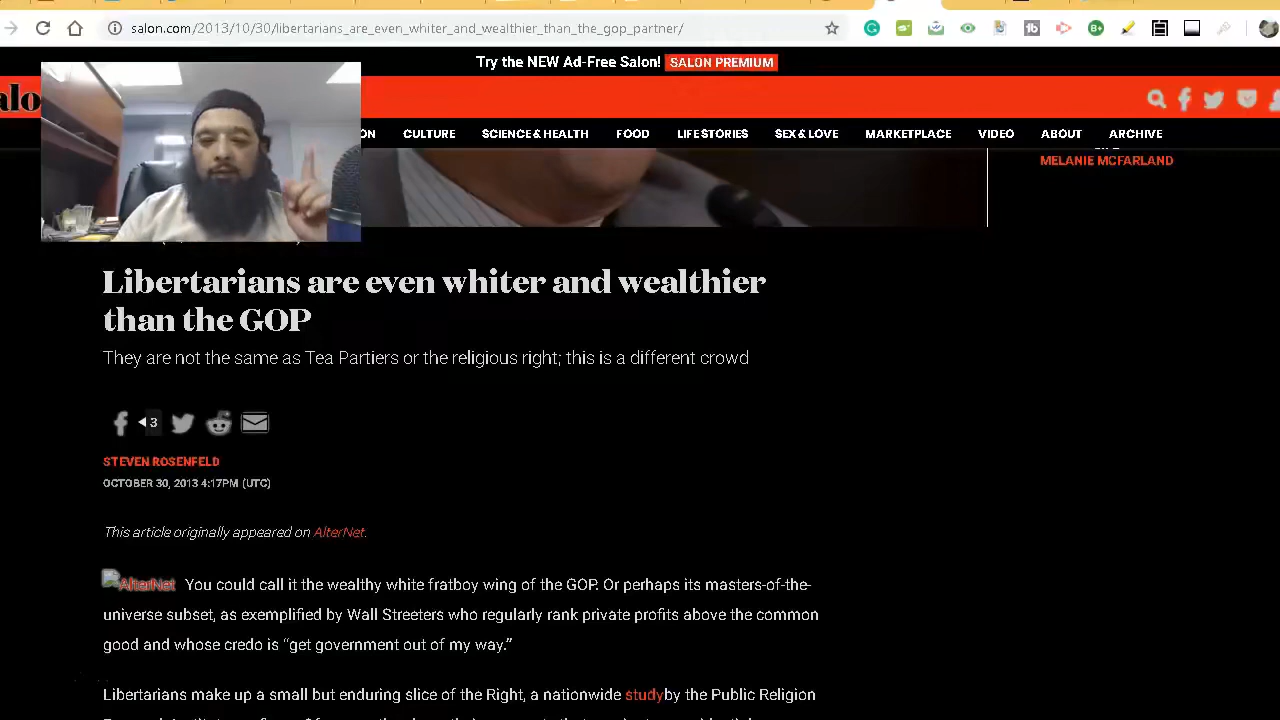 salon.com/2013/10/30/libertarians_are_even_whiter_and_wealthier_than_the_gop_partner/
Try the NEW Ad-Free Salon! SALON PREMIUM
alo
ON CULTURE SCIENCE & HEALTH FOOD LIFE STORIES SEX & LOVE MARKETPLACE VIDEO ABOUT ARCHIVE
MELANIE MCFARLAND
Libertarians are even whiter and wealthier
than the GOP
They are not the same as Tea Partiers or the religious right; this is a different crowd
3
STEVEN ROSENFELD
OCTOBER 30, 2013 4:17PM (UTC)
This article originally appeared on AlterNet.
AlterNet You could call it the wealthy white fratboy wing of the GOP. Or perhaps its masters-of-the-
universe subset, as exemplified by Wall Streeters who regularly rank private profits above the common
good and whose credo is “get government out of my way.”
Libertarians make up a small but enduring slice of the Right, a nationwide studyby the Public Religion